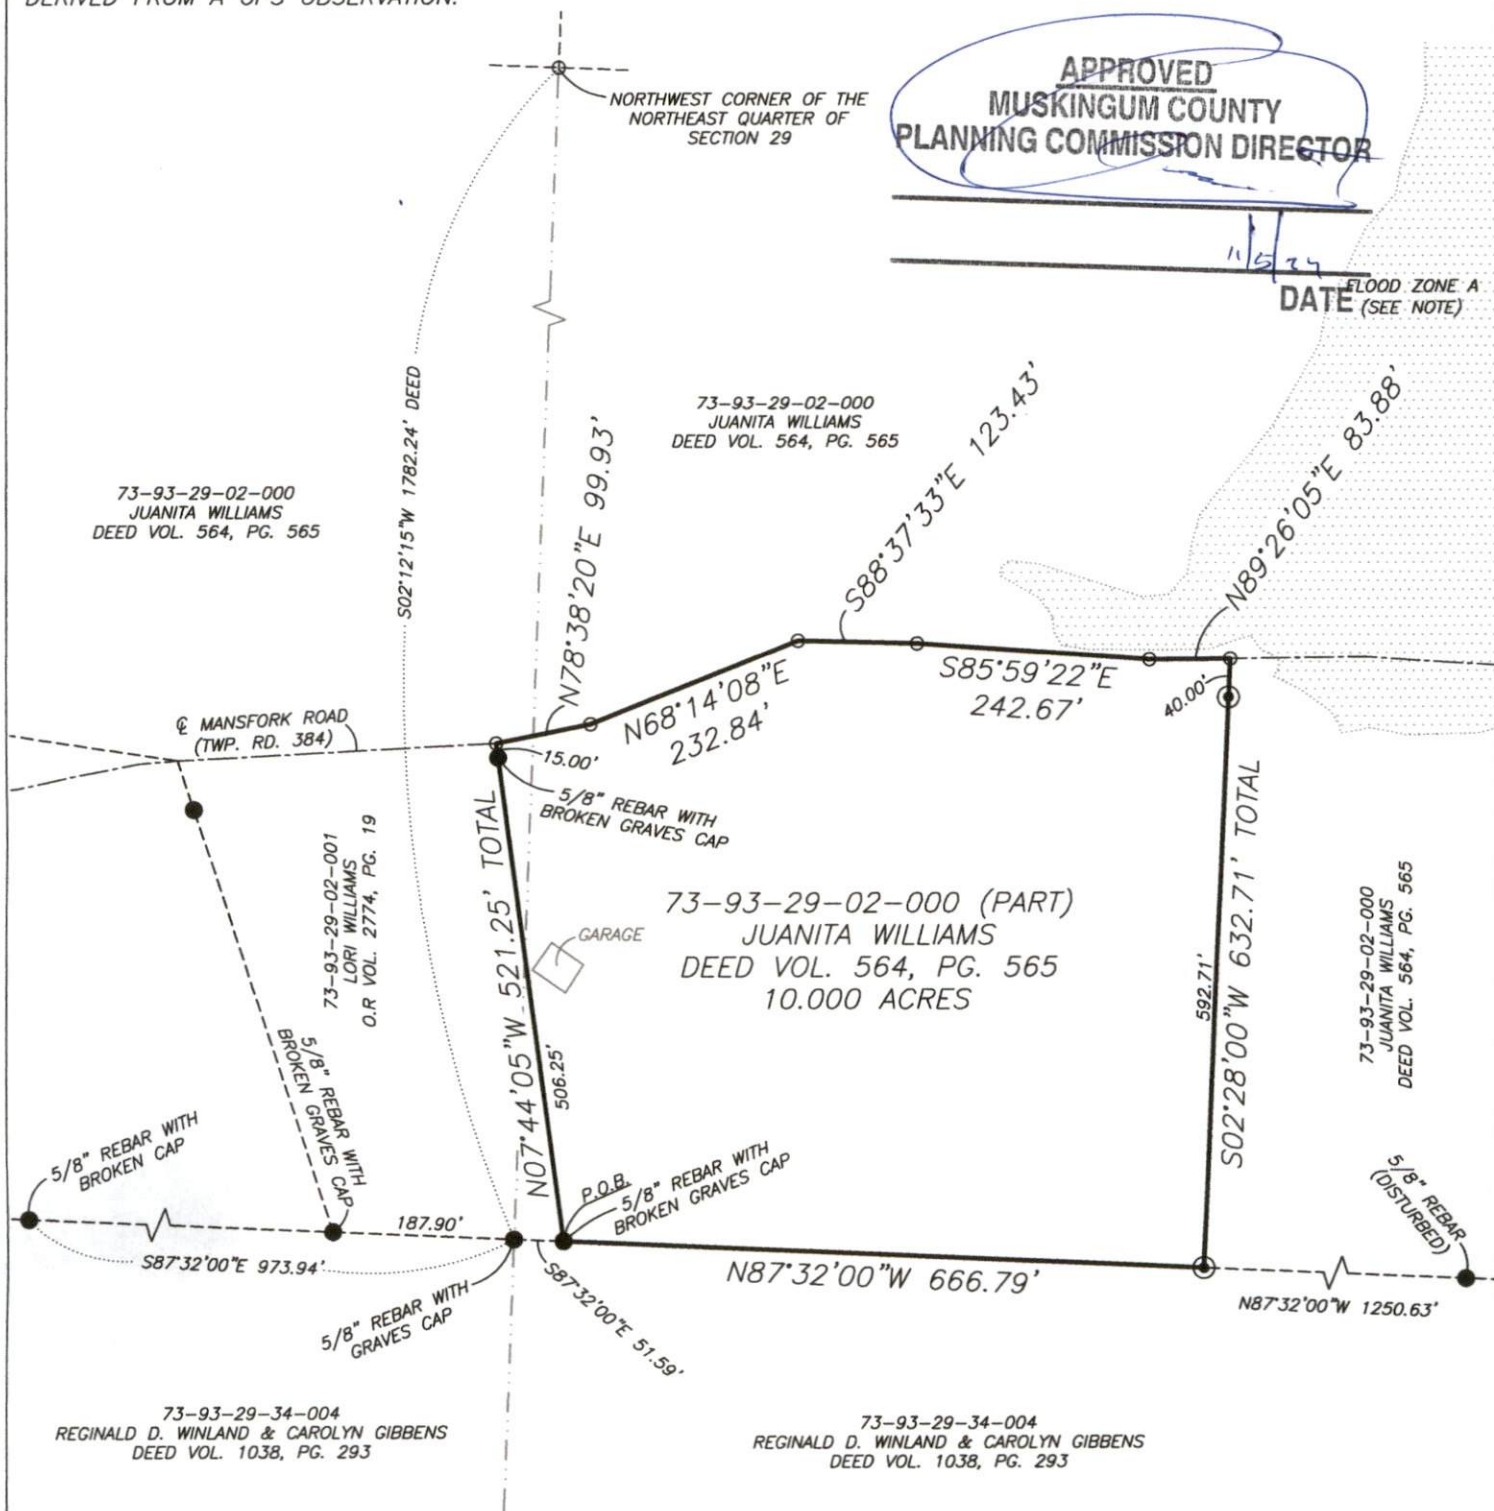 DERIVED FROM A GPS OBSERVATION.
NORTHWEST CORNER OF THE
NORTHEAST QUARTER OF
SECTION 29
APPROVED
MUSKINGUM COUNTY
PLANNING COMMISSION DIRECTOR
11/5/24
DATE
FLOOD ZONE A
(SEE NOTE)
73-93-29-02-000
JUANITA WILLIAMS
DEED VOL. 564, PG. 565
73-93-29-02-000
JUANITA WILLIAMS
DEED VOL. 564, PG. 565
S02°12'15"W 1782.24' DEED
N78°38'20"E 99.93'
S88°37'33"E 123.43'
N89°26'05"E 83.88'
N68°14'08"E
232.84'
S85°59'22"E
242.67'
40.00'
℄ MANSFORK ROAD
(TWP. RD. 384)
15.00'
5/8" REBAR WITH
BROKEN GRAVES CAP
73-93-29-02-001
LORI WILLIAMS
O.R VOL. 2774, PG. 19
N07°44'05"W 521.25' TOTAL
506.25'
GARAGE
73-93-29-02-000 (PART)
JUANITA WILLIAMS
DEED VOL. 564, PG. 565
10.000 ACRES
592.71'
S02°28'00"W 632.71' TOTAL
73-93-29-02-000
JUANITA WILLIAMS
DEED VOL. 564, PG. 565
5/8" REBAR WITH
BROKEN CAP
5/8" REBAR WITH
BROKEN GRAVES CAP
P.O.B.
5/8" REBAR WITH
BROKEN GRAVES CAP
5/8" REBAR
(DISTURBED)
187.90'
S87°32'00"E 973.94'
5/8" REBAR WITH
GRAVES CAP
S87°32'00"E 51.59'
N87°32'00"W 666.79'
N87°32'00"W 1250.63'
73-93-29-34-004
REGINALD D. WINLAND & CAROLYN GIBBENS
DEED VOL. 1038, PG. 293
73-93-29-34-004
REGINALD D. WINLAND & CAROLYN GIBBENS
DEED VOL. 1038, PG. 293